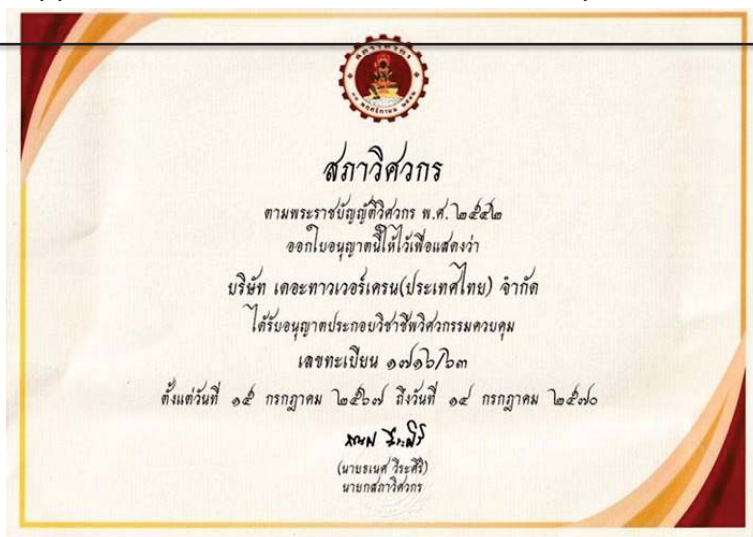 สภาวิศวกร
ตามพระราชบัญญัติวิศวกร พ.ศ. ๒๕๔๒
ออกใบอนุญาตนี้ให้ไว้เพื่อแสดงว่า
บริษัท เดอะทาวเวอร์เครน(ประเทศไทย) จำกัด
ได้รับอนุญาตประกอบวิชาชีพวิศวกรรมควบคุม
เลขทะเบียน ๑๗๑๖/๖๓
ตั้งแต่วันที่ ๑๕ กรกฎาคม ๒๕๖๗ ถึงวันที่ ๑๔ กรกฎาคม ๒๕๗๐
(นายธเนศ วีระศิริ)
นายกสภาวิศวกร